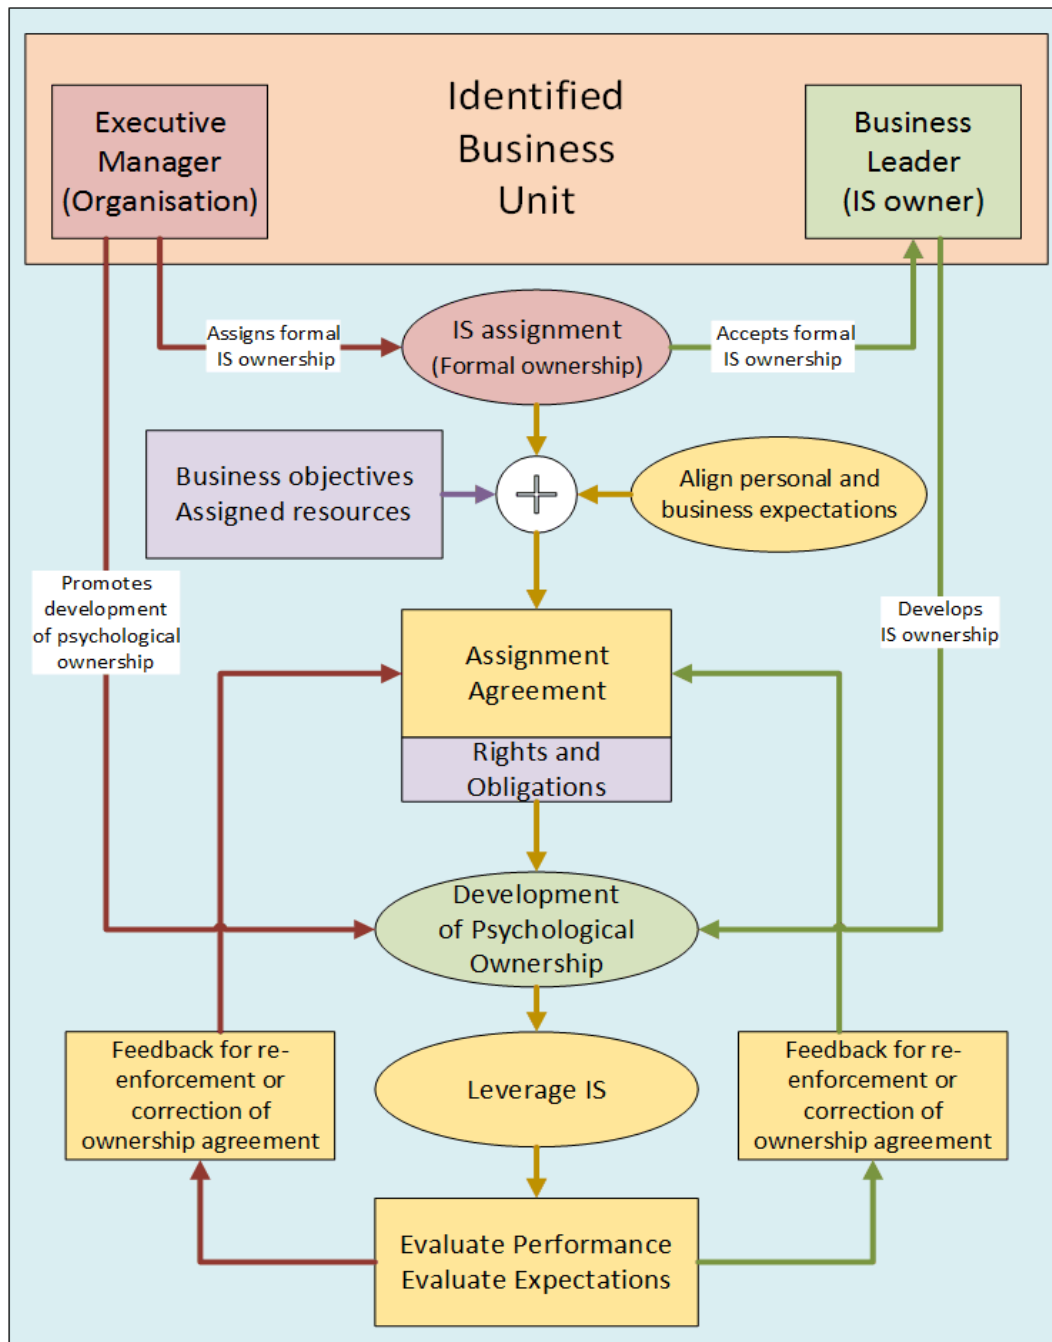 Executive
Manager
(Organisation)
Identified
Business
Unit
Business
Leader
(IS owner)
Assigns formal
IS ownership
IS assignment
(Formal ownership)
Accepts formal
IS ownership
Business objectives
Assigned resources
Align personal and
business expectations
Promotes
development
of psychological
ownership
Develops
IS ownership
Assignment
Agreement
Rights and
Obligations
Development
of Psychological
Ownership
Feedback for re-
enforcement or
correction of
ownership agreement
Leverage IS
Feedback for re-
enforcement or
correction of
ownership agreement
Evaluate Performance
Evaluate Expectations